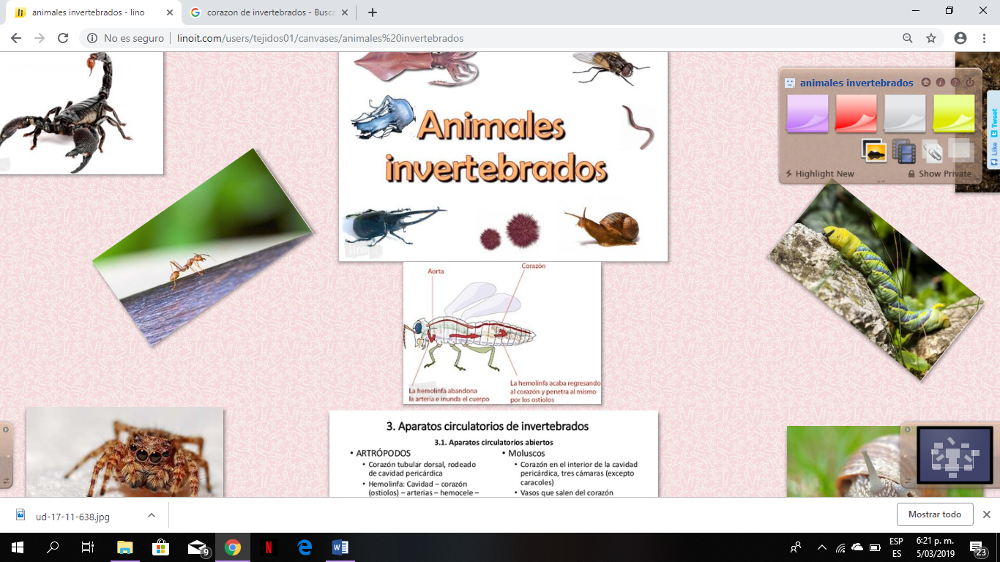 animales invertebrados - lino
corazon de invertebrados - Busca
No es seguro
linoit.com/users/tejidos01/canvases/animales%20invertebrados
Animales
invertebrados
lino
animales invertebrados
Highlight New
Show Private
Like
Tweet
Aorta
Corazón
La hemolinfa abandona
la arteria e inunda el cuerpo
La hemolinfa acaba regresando
al corazón y penetra al mismo
por los ostiolos
3. Aparatos circulatorios de invertebrados
3.1. Aparatos circulatorios abiertos
• ARTRÓPODOS
• Corazón tubular dorsal, rodeado
de cavidad pericárdica
• Hemolinfa: Cavidad – corazón
(ostiolos) – arterias – hemocele –
• Moluscos
• Corazón en el interior de la cavidad
pericárdica, tres cámaras (excepto
caracoles)
• Vasos que salen del corazón
ud-17-11-638.jpg
Mostrar todo
9
ESP
ES
6:21 p. m.
5/03/2019
23